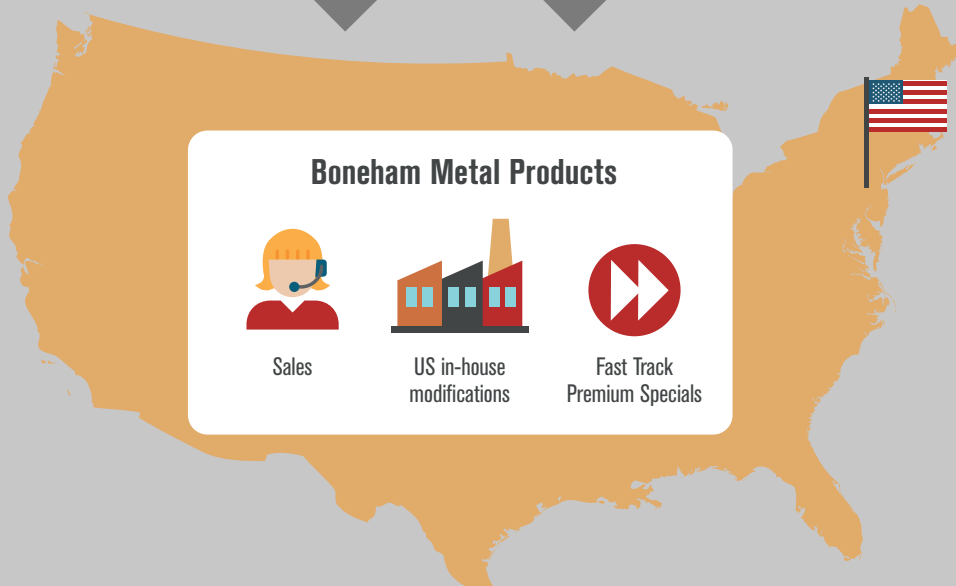 Boneham Metal Products
Sales
US in-house
modifications
Fast Track
Premium Specials